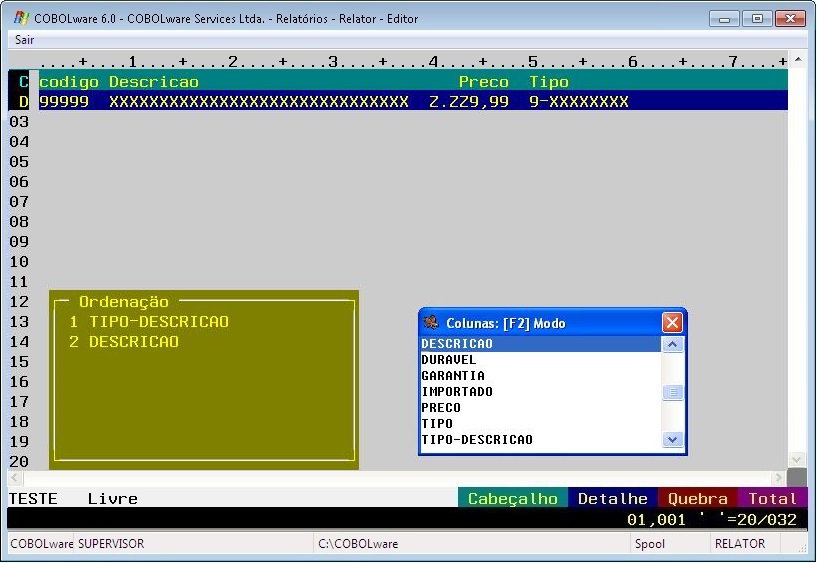 COBOLware 6.0 - COBOLware Services Ltda. - Relatórios - Relator - Editor
Sair
....+....1....+....2....+....3....+....4....+....5....+....6....+....7....+
C codigo Descricao Preco Tipo
D 99999 XXXXXXXXXXXXXXXXXXXXXXXXXXXXXX Z.ZZ9,99 9-XXXXXXXX
03
04
05
06
07
08
09
10
11
12 Ordenação
13 1 TIPO-DESCRICAO
14 2 DESCRICAO
15
16
17
18
19
20
Colunas: [F2] Modo
DESCRICAO
DURAVEL
GARANTIA
IMPORTADO
PRECO
TIPO
TIPO-DESCRICAO
TESTE Livre Cabeçalho Detalhe Quebra Total
01,001 ' '=20/032
COBOLware SUPERVISOR C:\COBOLware Spool RELATOR